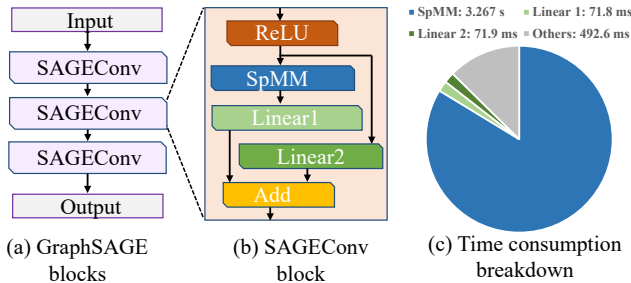 Input
SAGEConv
SAGEConv
SAGEConv
Output
(a) GraphSAGE
blocks
ReLU
SpMM
Linear1
Linear2
Add
(b) SAGEConv
block
SpMM: 3.267 s
Linear 1: 71.8 ms
Linear 2: 71.9 ms
Others: 492.6 ms
(c) Time consumption
breakdown